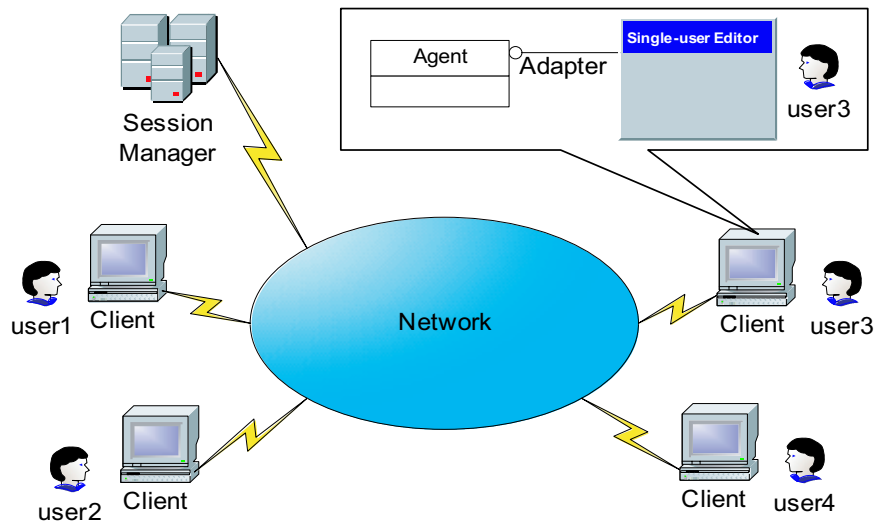 Single-user Editor
Agent
Adapter
user3
Session
Manager
user1
Client
Network
Client
user3
user2
Client
Client
user4